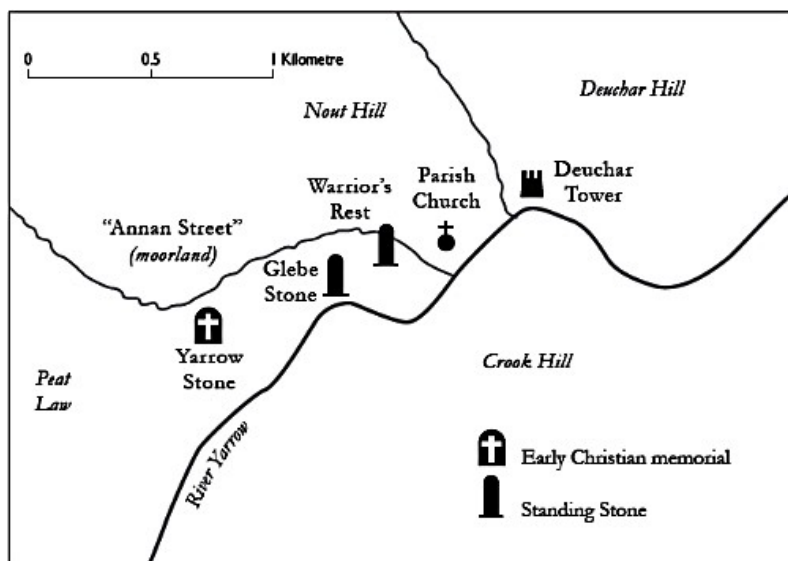 0 0.5 1 Kilometre
Deuchar Hill
Nout Hill
Parish
Church
Deuchar
Tower
Warrior's
Rest
"Annan Street"
(moorland)
Glebe
Stone
Yarrow
Stone
Peat
Law
Crook Hill
River Yarrow
Early Christian memorial
Standing Stone